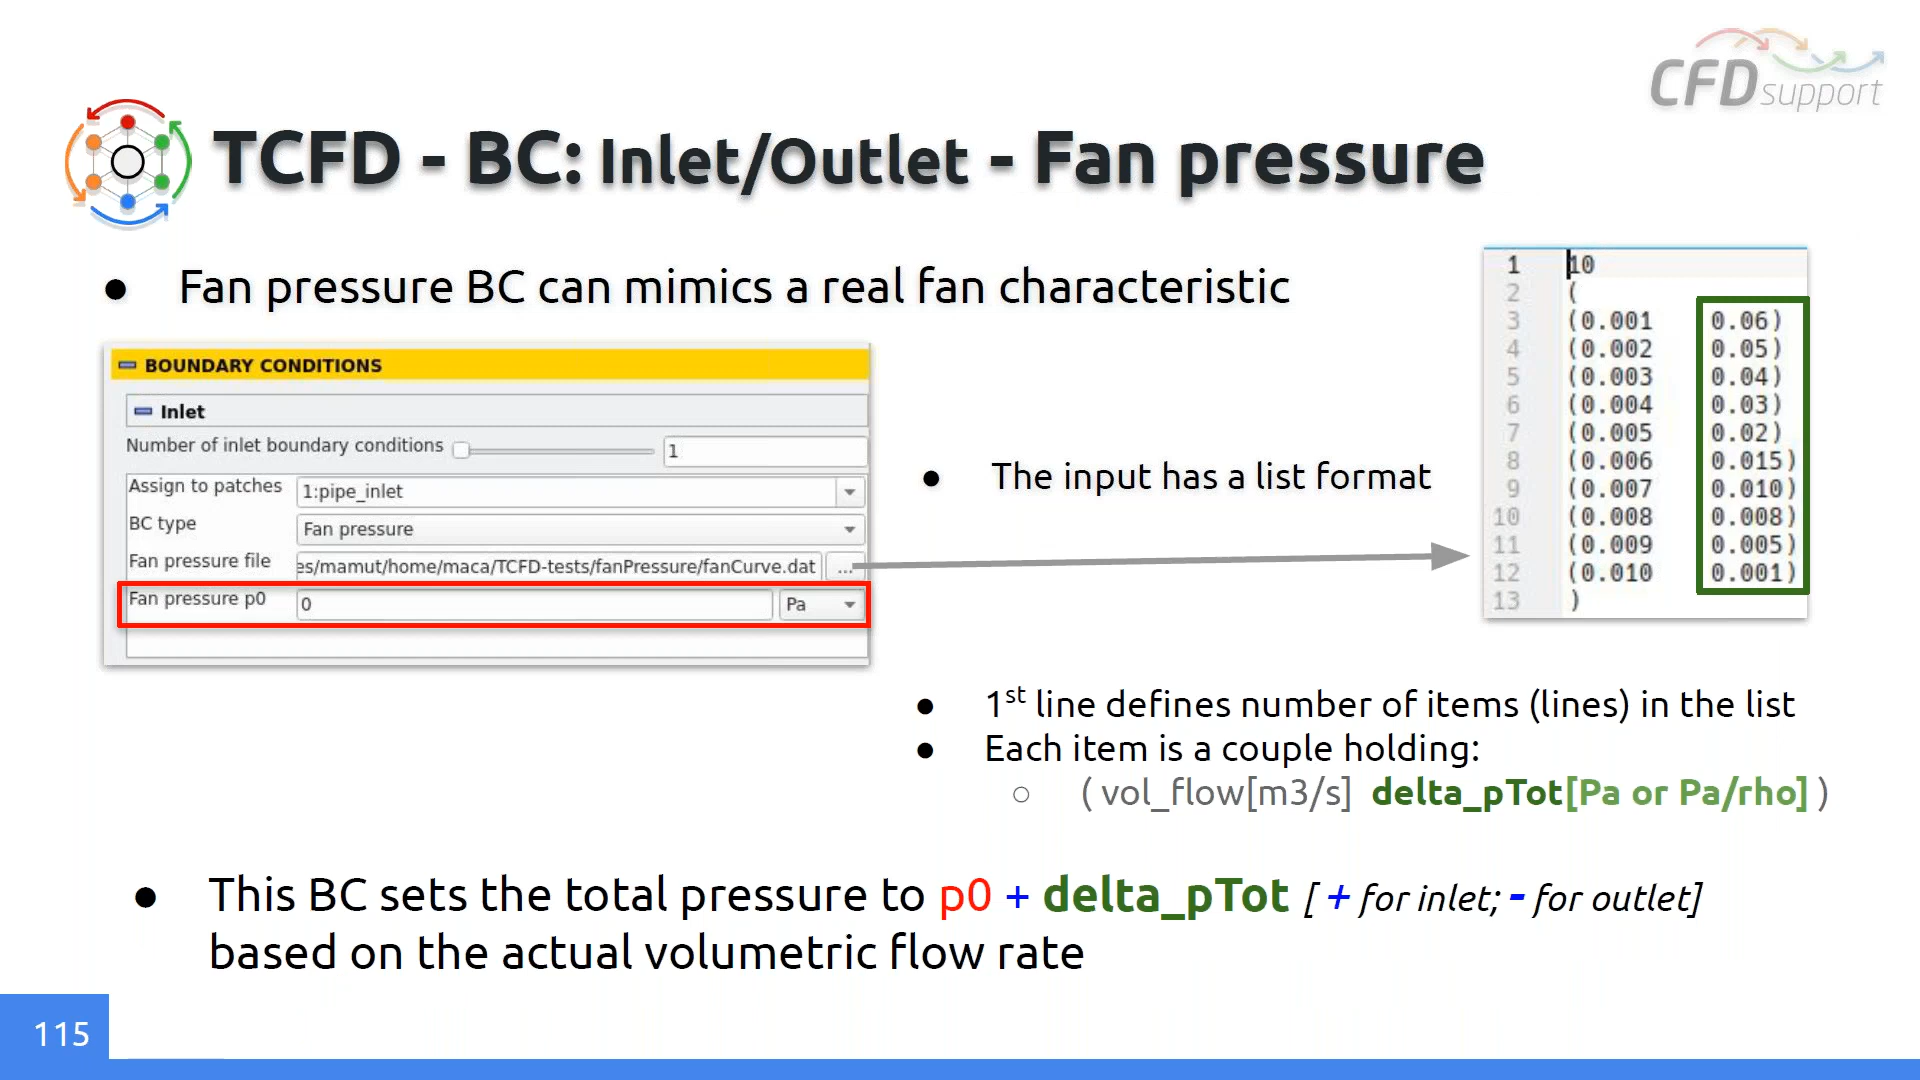 CFD support
TCFD - BC: Inlet/Outlet - Fan pressure
● Fan pressure BC can mimics a real fan characteristic
BOUNDARY CONDITIONS
Inlet
Number of inlet boundary conditions 1
Assign to patches 1:pipe_inlet
BC type Fan pressure
Fan pressure file es/mamut/home/maca/TCFD-tests/fanPressure/fanCurve.dat ...
Fan pressure p0 0 Pa
● The input has a list format
1 10
2 (
3 (0.001 0.06)
4 (0.002 0.05)
5 (0.003 0.04)
6 (0.004 0.03)
7 (0.005 0.02)
8 (0.006 0.015)
9 (0.007 0.010)
10 (0.008 0.008)
11 (0.009 0.005)
12 (0.010 0.001)
13 )
● 1st line defines number of items (lines) in the list
● Each item is a couple holding:
○ ( vol_flow[m3/s] delta_pTot[Pa or Pa/rho] )
● This BC sets the total pressure to p0 + delta_pTot [ + for inlet; - for outlet]
based on the actual volumetric flow rate
115